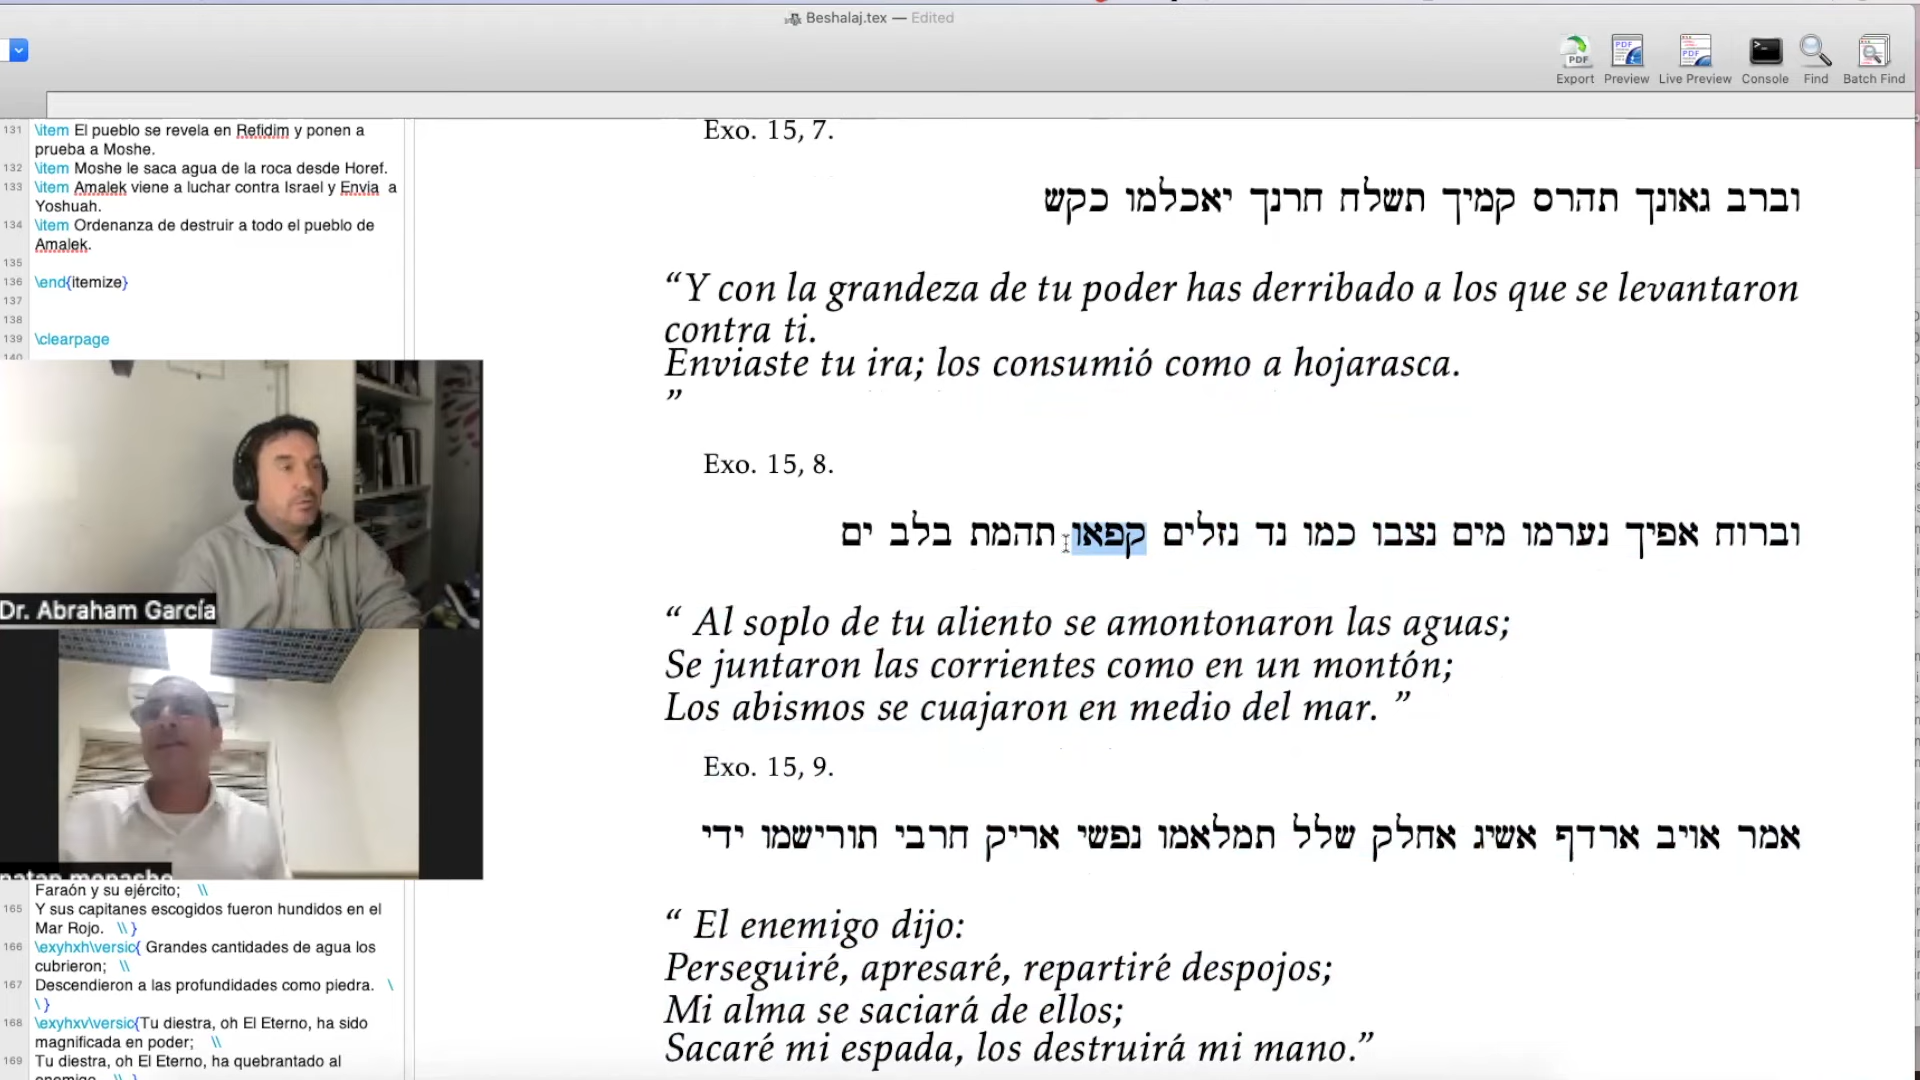 Beshalaj.tex — Edited
Export Preview Live Preview Console Find Batch Find
131 \item El pueblo se revela en Refidim y ponen a
prueba a Moshe.
132 \item Moshe le saca agua de la roca desde Horef.
133 \item Amalek viene a luchar contra Israel y Envia a
Yoshuah.
134 \item Ordenanza de destruir a todo el pueblo de
Amalek.
135
136 \end{itemize}
137
138
139 \clearpage
140
Dr. Abraham García
natan menashe
Faraón y su ejército; \\
165 Y sus capitanes escogidos fueron hundidos en el
Mar Rojo. \\ }
166 \exyhxh\versic{ Grandes cantidades de agua los
cubrieron; \\
167 Descendieron a las profundidades como piedra. \
\ }
168 \exyhxv\versic{Tu diestra, oh El Eterno, ha sido
magnificada en poder; \\
169 Tu diestra, oh El Eterno, ha quebrantado al
enemigo. \\ }
Exo. 15, 7.
וברב גאונך תהרס קמיך תשלח חרנך יאכלמו כקש
“Y con la grandeza de tu poder has derribado a los que se levantaron
contra ti.
Enviaste tu ira; los consumió como a hojarasca.
”
Exo. 15, 8.
וברוח אפיך נערמו מים נצבו כמו נד נזלים קפאו תהמת בלב ים
“ Al soplo de tu aliento se amontonaron las aguas;
Se juntaron las corrientes como en un montón;
Los abismos se cuajaron en medio del mar. ”
Exo. 15, 9.
אמר אויב ארדף אשיג אחלק שלל תמלאמו נפשי אריק חרבי תורישמו ידי
“ El enemigo dijo:
Perseguiré, apresaré, repartiré despojos;
Mi alma se saciará de ellos;
Sacaré mi espada, los destruirá mi mano.”